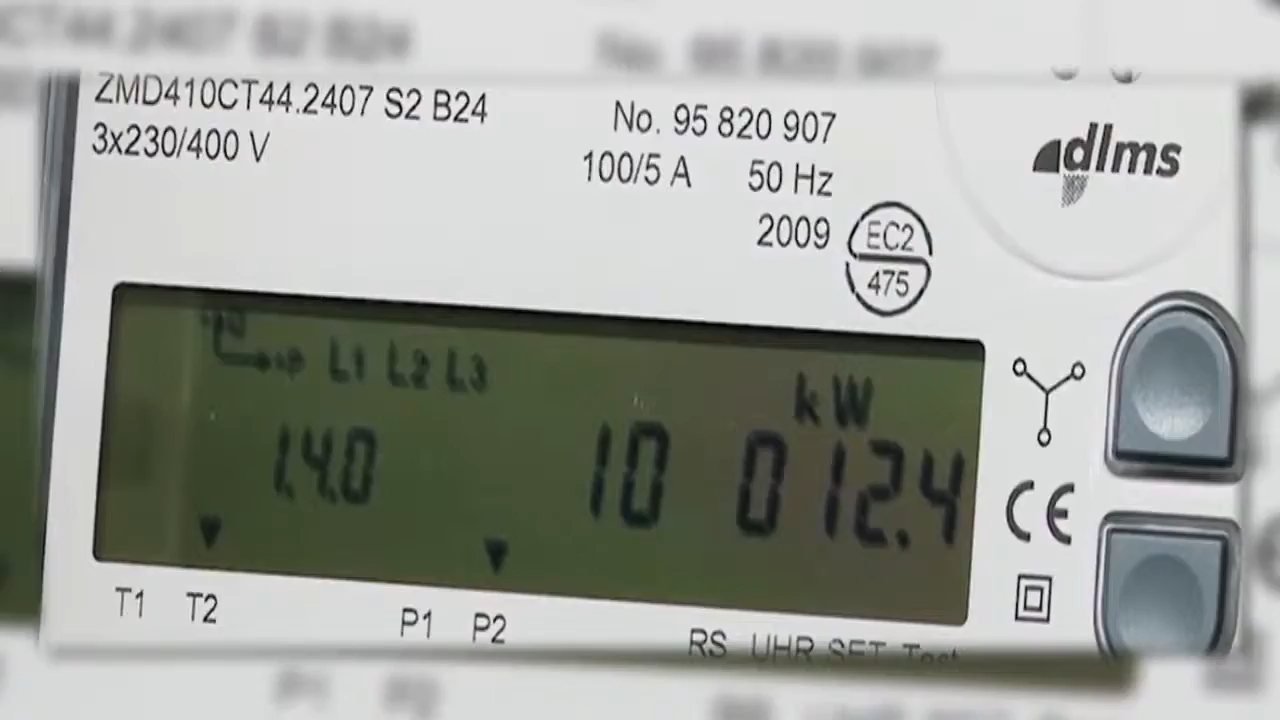 ZMD410CT44.2407 S2 B24
3x230/400 V
No. 95 820 907
100/5 A 50 Hz
2009
EC2
475
dlms
L1 L2 L3
kW
1.4.0 10 012.4
CE
T1 T2 P1 P2 RS UHR SET Test